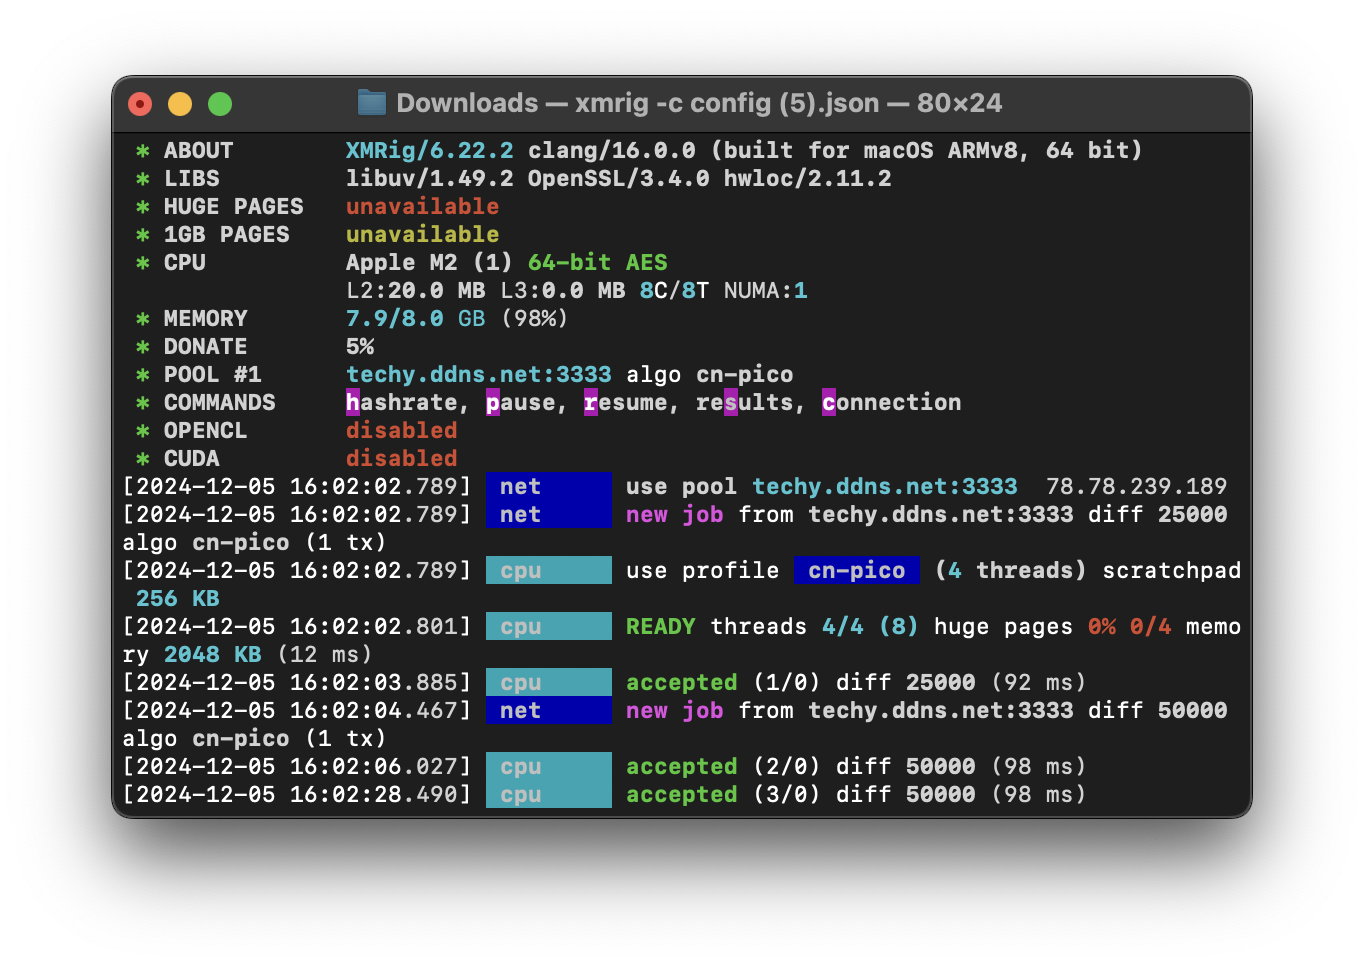 Downloads — xmrig -c config (5).json — 80×24
* ABOUT        XMRig/6.22.2 clang/16.0.0 (built for macOS ARMv8, 64 bit)
* LIBS         libuv/1.49.2 OpenSSL/3.4.0 hwloc/2.11.2
* HUGE PAGES   unavailable
* 1GB PAGES    unavailable
* CPU          Apple M2 (1) 64-bit AES
L2:20.0 MB L3:0.0 MB 8C/8T NUMA:1
* MEMORY       7.9/8.0 GB (98%)
* DONATE       5%
* POOL #1      techy.ddns.net:3333 algo cn-pico
* COMMANDS     hashrate, pause, resume, results, connection
* OPENCL       disabled
* CUDA         disabled
[2024-12-05 16:02:02.789]  net      use pool techy.ddns.net:3333  78.78.239.189
[2024-12-05 16:02:02.789]  net      new job from techy.ddns.net:3333 diff 25000
algo cn-pico (1 tx)
[2024-12-05 16:02:02.789]  cpu      use profile  cn-pico  (4 threads) scratchpad
256 KB
[2024-12-05 16:02:02.801]  cpu      READY threads 4/4 (8) huge pages 0% 0/4 memo
ry 2048 KB (12 ms)
[2024-12-05 16:02:03.885]  cpu      accepted (1/0) diff 25000 (92 ms)
[2024-12-05 16:02:04.467]  net      new job from techy.ddns.net:3333 diff 50000
algo cn-pico (1 tx)
[2024-12-05 16:02:06.027]  cpu      accepted (2/0) diff 50000 (98 ms)
[2024-12-05 16:02:28.490]  cpu      accepted (3/0) diff 50000 (98 ms)